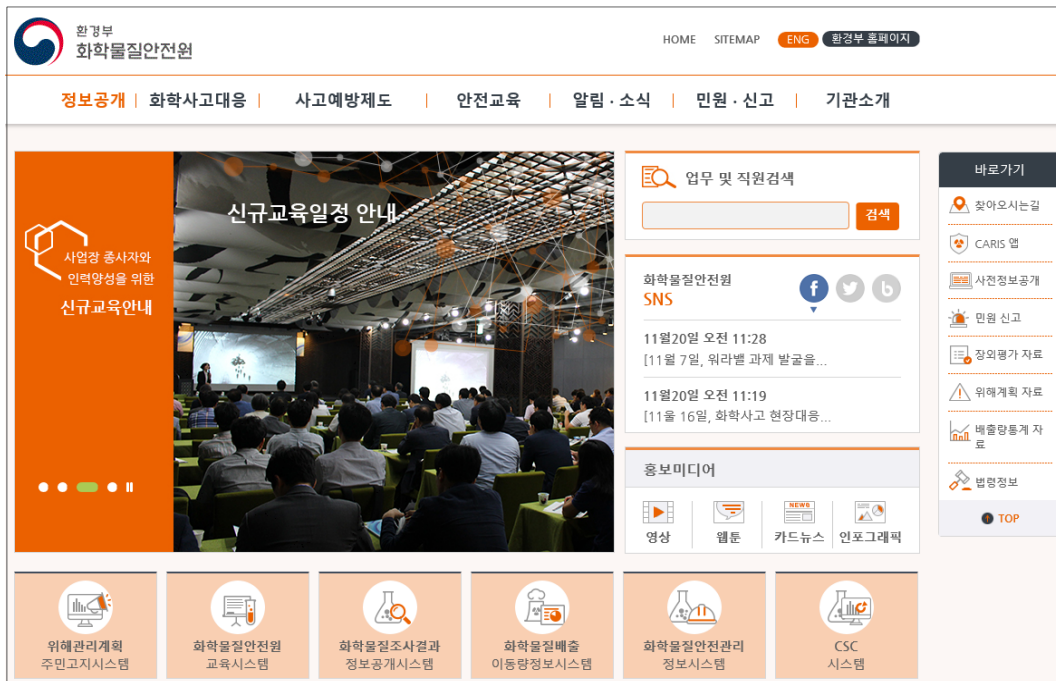 환경부
화학물질안전원
HOME SITEMAP ENG 환경부 홈페이지
정보공개 화학사고대응 사고예방제도 안전교육 알림·소식 민원·신고 기관소개
신규교육일정 안내
사업장 종사자와
인력양성을 위한
신규교육안내
업무 및 직원검색
검색
화학물질안전원
SNS
11월20일 오전 11:28
[11월 7일, 워라밸 과제 발굴을...
11월20일 오전 11:19
[11울 16일, 화학사고 현장대응...
홍보미디어
NEWS
영상 웹툰 카드뉴스 인포그래픽
바로가기
찾아오시는길
CARIS 앱
사전정보공개
민원 신고
장외평가 자료
위해계획 자료
배출량통계 자
료
법령정보
TOP
위해관리계획
주민고지시스템
화학물질안전원
교육시스템
화학물질조사결과
정보공개시스템
화학물질배출
이동량정보시스템
화학물질안전관리
정보시스템
CSC
시스템